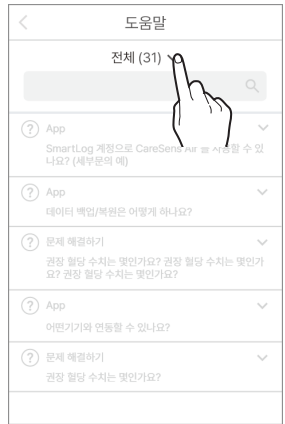 도움말
전체 (31)
App
SmartLog 계정으로 CareSens Air 를 사용할 수 있
나요? (세부문의 예)
App
데이터 백업/복원은 어떻게 하나요?
문제 해결하기
권장 혈당 수치는 몇인가요? 권장 혈당 수치는 몇인가
요? 권장 혈당 수치는 몇인가요?
App
어떤기기와 연동할 수 있나요?
문제 해결하기
권장 혈당 수치는 몇인가요?